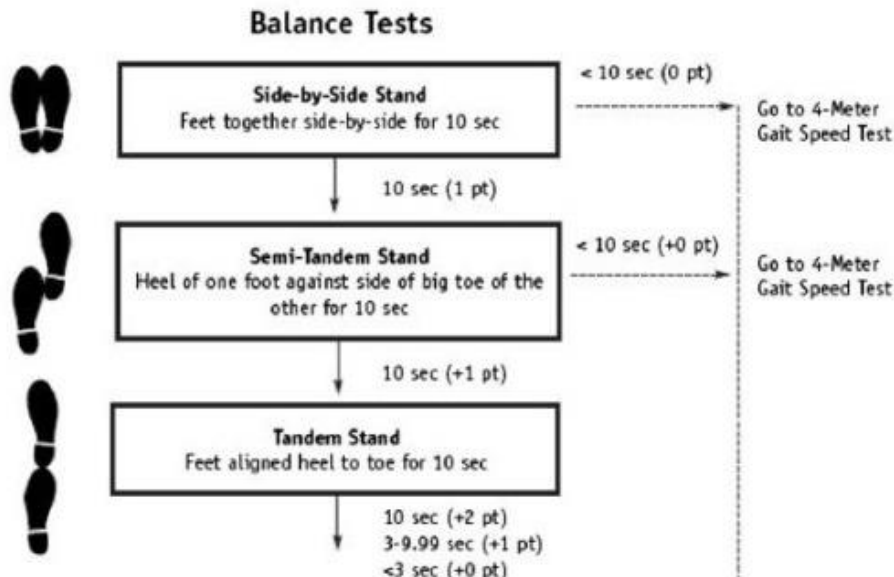 Balance Tests
Side-by-Side Stand
Feet together side-by-side for 10 sec
< 10 sec (0 pt)
Go to 4-Meter
Gait Speed Test
10 sec (1 pt)
Semi-Tandem Stand
Heel of one foot against side of big toe of the
other for 10 sec
< 10 sec (+0 pt)
Go to 4-Meter
Gait Speed Test
10 sec (+1 pt)
Tandem Stand
Feet aligned heel to toe for 10 sec
10 sec (+2 pt)
3-9.99 sec (+1 pt)
<3 sec (+0 pt)